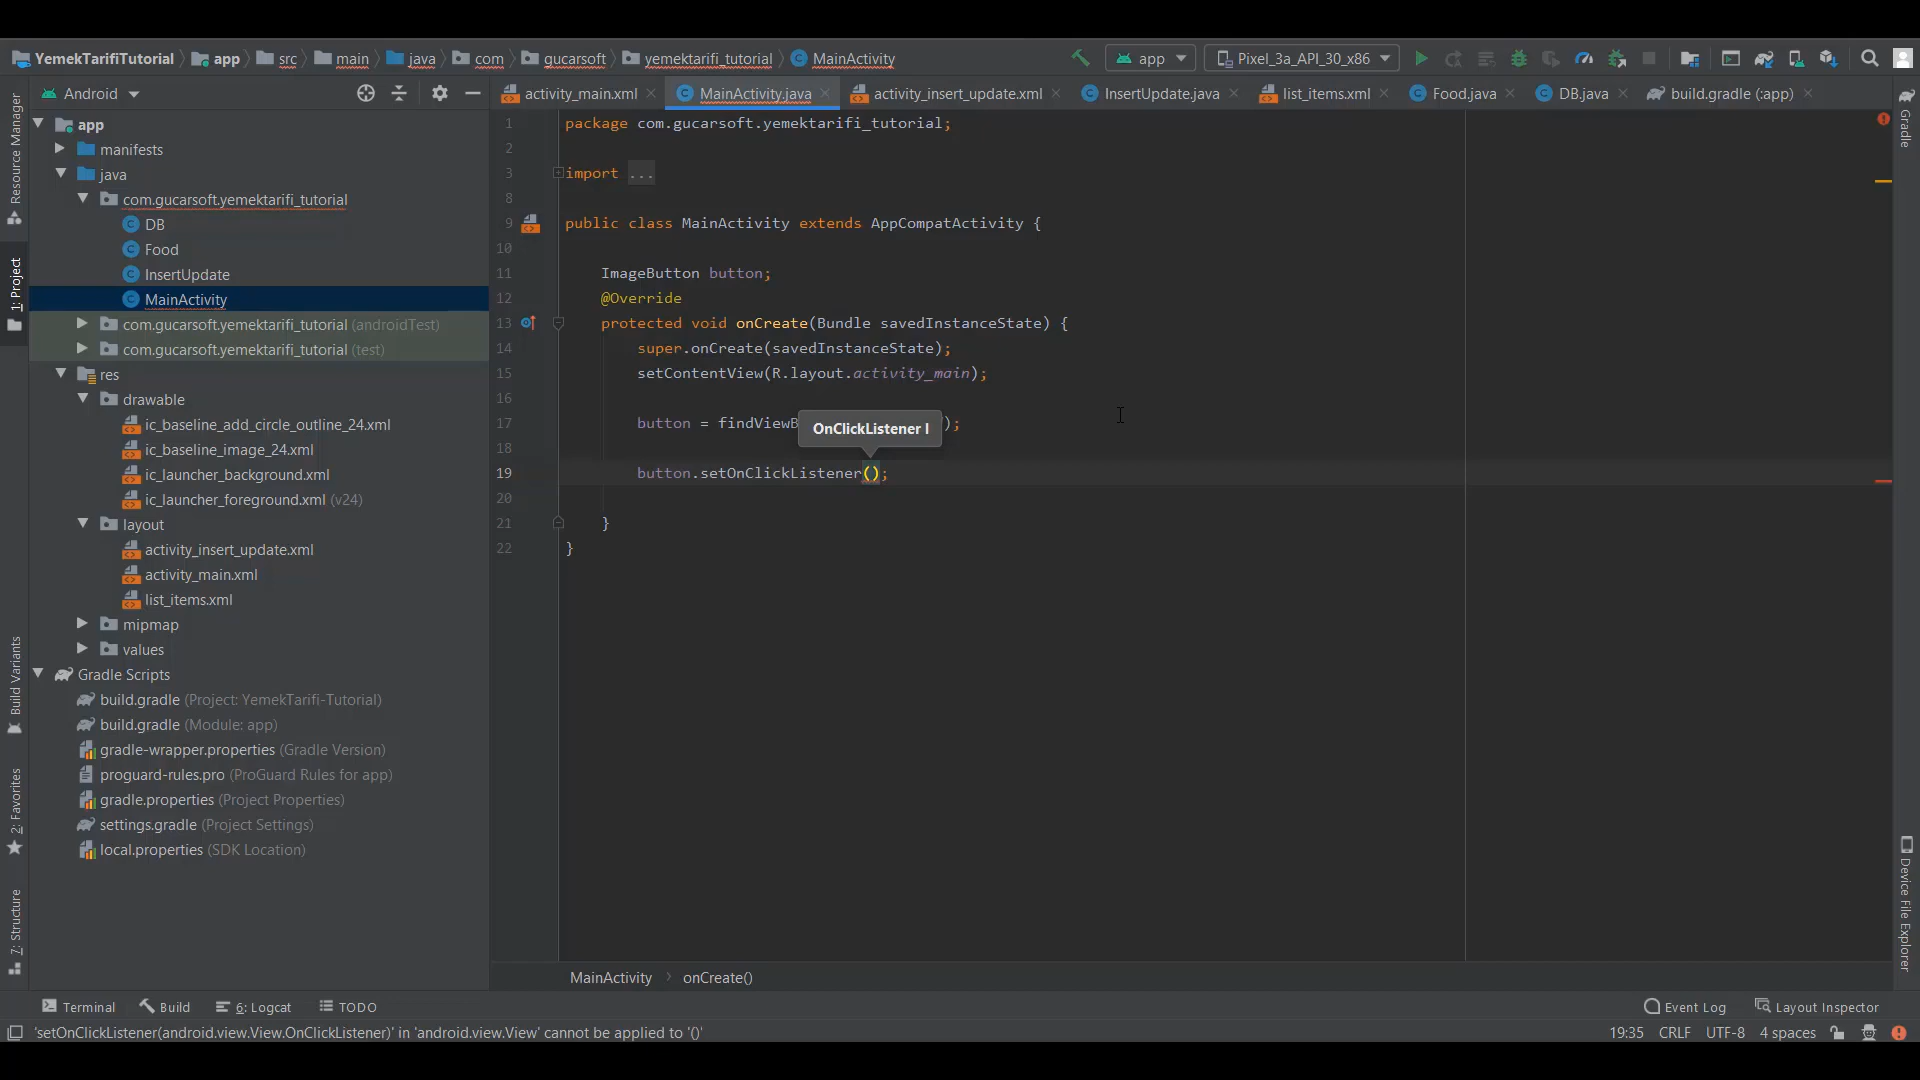 YemekTarifiTutorial app src main java com gucarsoft yemektarifi_tutorial MainActivity app Pixel_3a_API_30_x86
Android activity_main.xml MainActivity.java activity_insert_update.xml InsertUpdate.java list_items.xml Food.java DB.java build.gradle (:app)
Resource Manager
1: Project
Build Variants
2: Favorites
7: Structure
app
manifests
java
com.gucarsoft.yemektarifi_tutorial
DB
Food
InsertUpdate
MainActivity
com.gucarsoft.yemektarifi_tutorial (androidTest)
com.gucarsoft.yemektarifi_tutorial (test)
res
drawable
ic_baseline_add_circle_outline_24.xml
ic_baseline_image_24.xml
ic_launcher_background.xml
ic_launcher_foreground.xml (v24)
layout
activity_insert_update.xml
activity_main.xml
list_items.xml
mipmap
values
Gradle Scripts
build.gradle (Project: YemekTarifi-Tutorial)
build.gradle (Module: app)
gradle-wrapper.properties (Gradle Version)
proguard-rules.pro (ProGuard Rules for app)
gradle.properties (Project Properties)
settings.gradle (Project Settings)
local.properties (SDK Location)
1 package com.gucarsoft.yemektarifi_tutorial;
2
3 import ...
8
9 public class MainActivity extends AppCompatActivity {
10
11 ImageButton button;
12 @Override
13 protected void onCreate(Bundle savedInstanceState) {
14 super.onCreate(savedInstanceState);
15 setContentView(R.layout.activity_main);
16
17 button = findViewB );
OnClickListener l
18
19 button.setOnClickListener();
20
21 }
22 }
Gradle
Device File Explorer
MainActivity onCreate()
Terminal Build 6: Logcat TODO Event Log Layout Inspector
'setOnClickListener(android.view.View.OnClickListener)' in 'android.view.View' cannot be applied to '()' 19:35 CRLF UTF-8 4 spaces